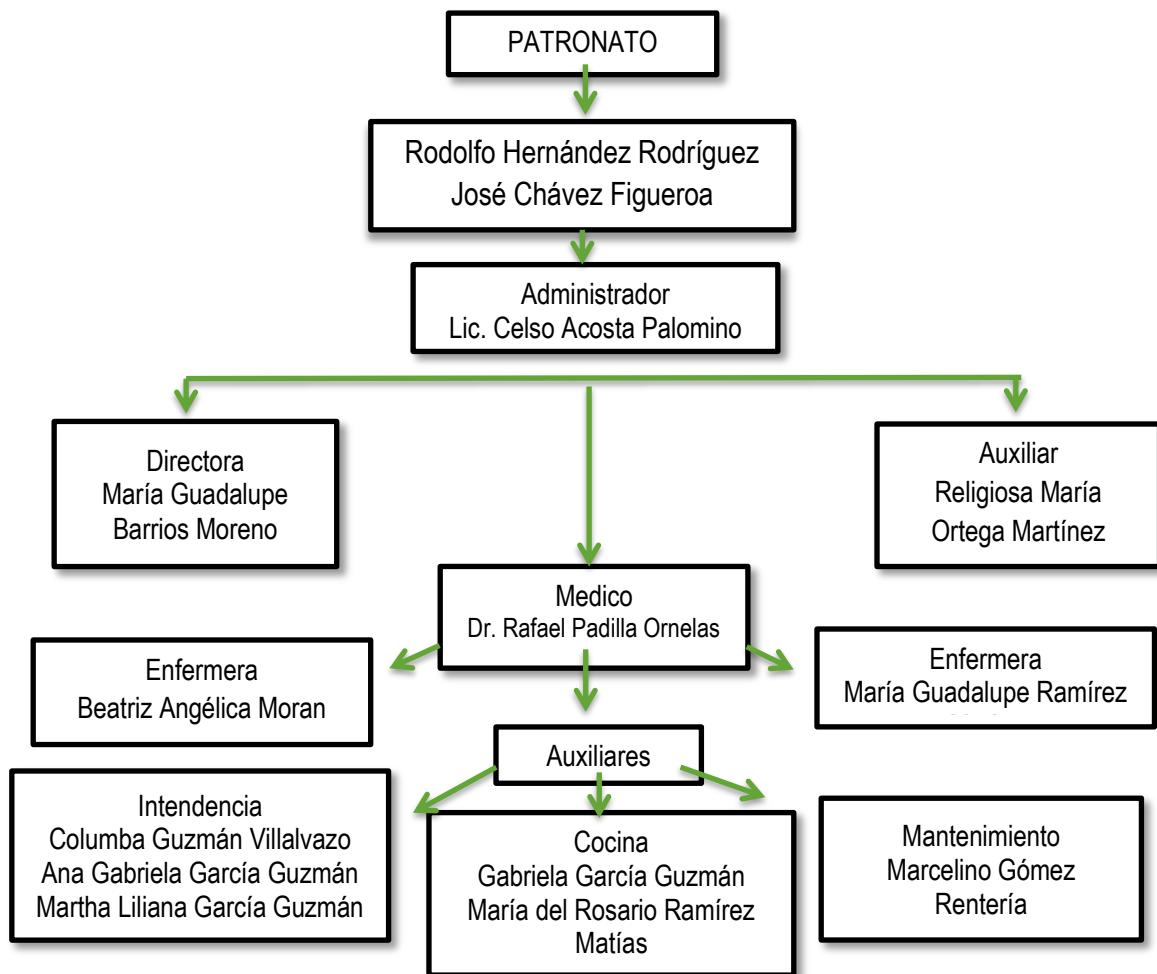 PATRONATO
Rodolfo Hernández Rodríguez
José Chávez Figueroa
Administrador
Lic. Celso Acosta Palomino
Directora
María Guadalupe
Barrios Moreno
Auxiliar
Religiosa María
Ortega Martínez
Medico
Dr. Rafael Padilla Ornelas
Enfermera
Beatriz Angélica Moran
Enfermera
María Guadalupe Ramírez
Auxiliares
Intendencia
Columba Guzmán Villalvazo
Ana Gabriela García Guzmán
Martha Liliana García Guzmán
Cocina
Gabriela García Guzmán
María del Rosario Ramírez
Matías
Mantenimiento
Marcelino Gómez
Rentería